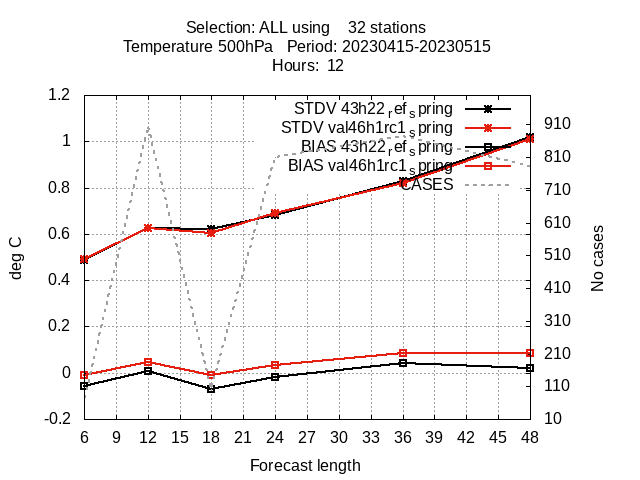 Selection: ALL using 32 stations
Temperature 500hPa Period: 20230415-20230515
Hours: 12
STDV 43h22_ref_spring
STDV val46h1rc1_spring
BIAS 43h22_ref_spring
BIAS val46h1rc1_spring
CASES
1.2
1
0.8
0.6
0.4
0.2
0
-0.2
deg C
910
810
710
610
510
410
310
210
110
10
No cases
6 9 12 15 18 21 24 27 30 33 36 39 42 45 48
Forecast length